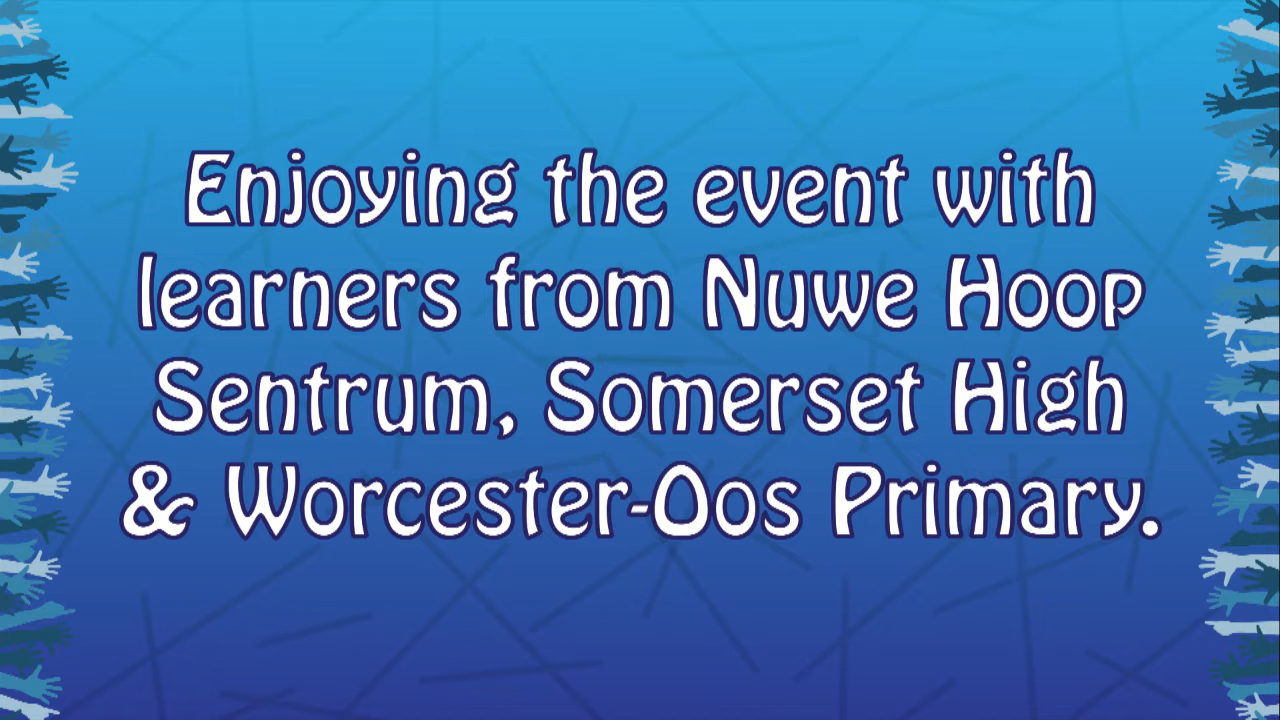 Enjoying the event with
learners from Nuwe Hoop
Sentrum, Somerset High
& Worcester-Oos Primary.